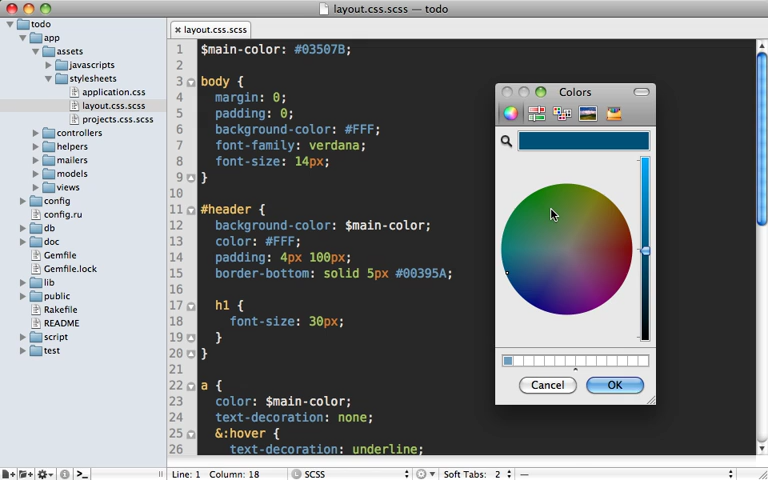 layout.css.scss — todo
todo
app
assets
javascripts
stylesheets
application.css
layout.css.scss
projects.css.scss
controllers
helpers
mailers
models
views
config
config.ru
db
doc
Gemfile
Gemfile.lock
lib
public
Rakefile
README
script
test
layout.css.scss
1 $main-color: #03507B;
2
3 body {
4 margin: 0;
5 padding: 0;
6 background-color: #FFF;
7 font-family: verdana;
8 font-size: 14px;
9 }
10
11 #header {
12 background-color: $main-color;
13 color: #FFF;
14 padding: 4px 100px;
15 border-bottom: solid 5px #00395A;
16
17 h1 {
18 font-size: 30px;
19 }
20 }
21
22 a {
23 color: $main-color;
24 text-decoration: none;
25 &:hover {
26 text-decoration: underline;
Colors
Cancel
OK
Line: 1 Column: 18
SCSS
Soft Tabs: 2
—